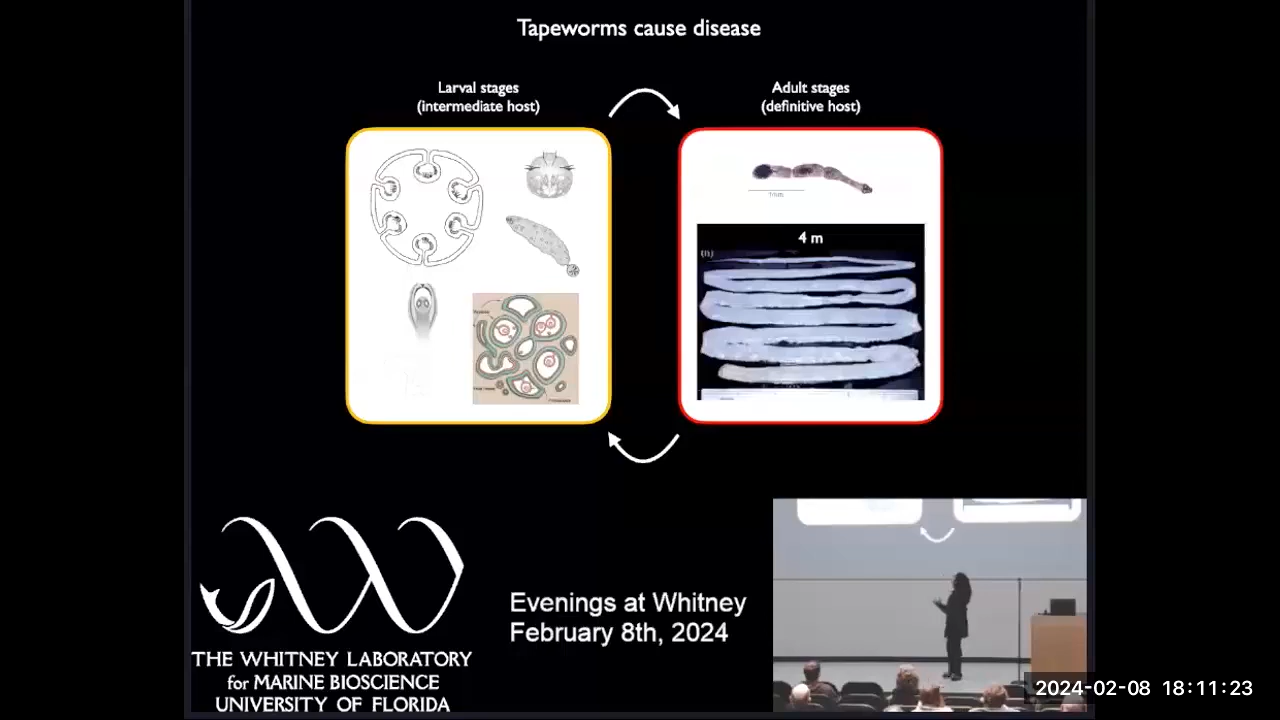 Tapeworms cause disease
Larval stages
(intermediate host)
Adult stages
(definitive host)
1mm
4 m
(h)
Evenings at Whitney
February 8th, 2024
THE WHITNEY LABORATORY
for MARINE BIOSCIENCE
UNIVERSITY OF FLORIDA
2024-02-08 18:11:23